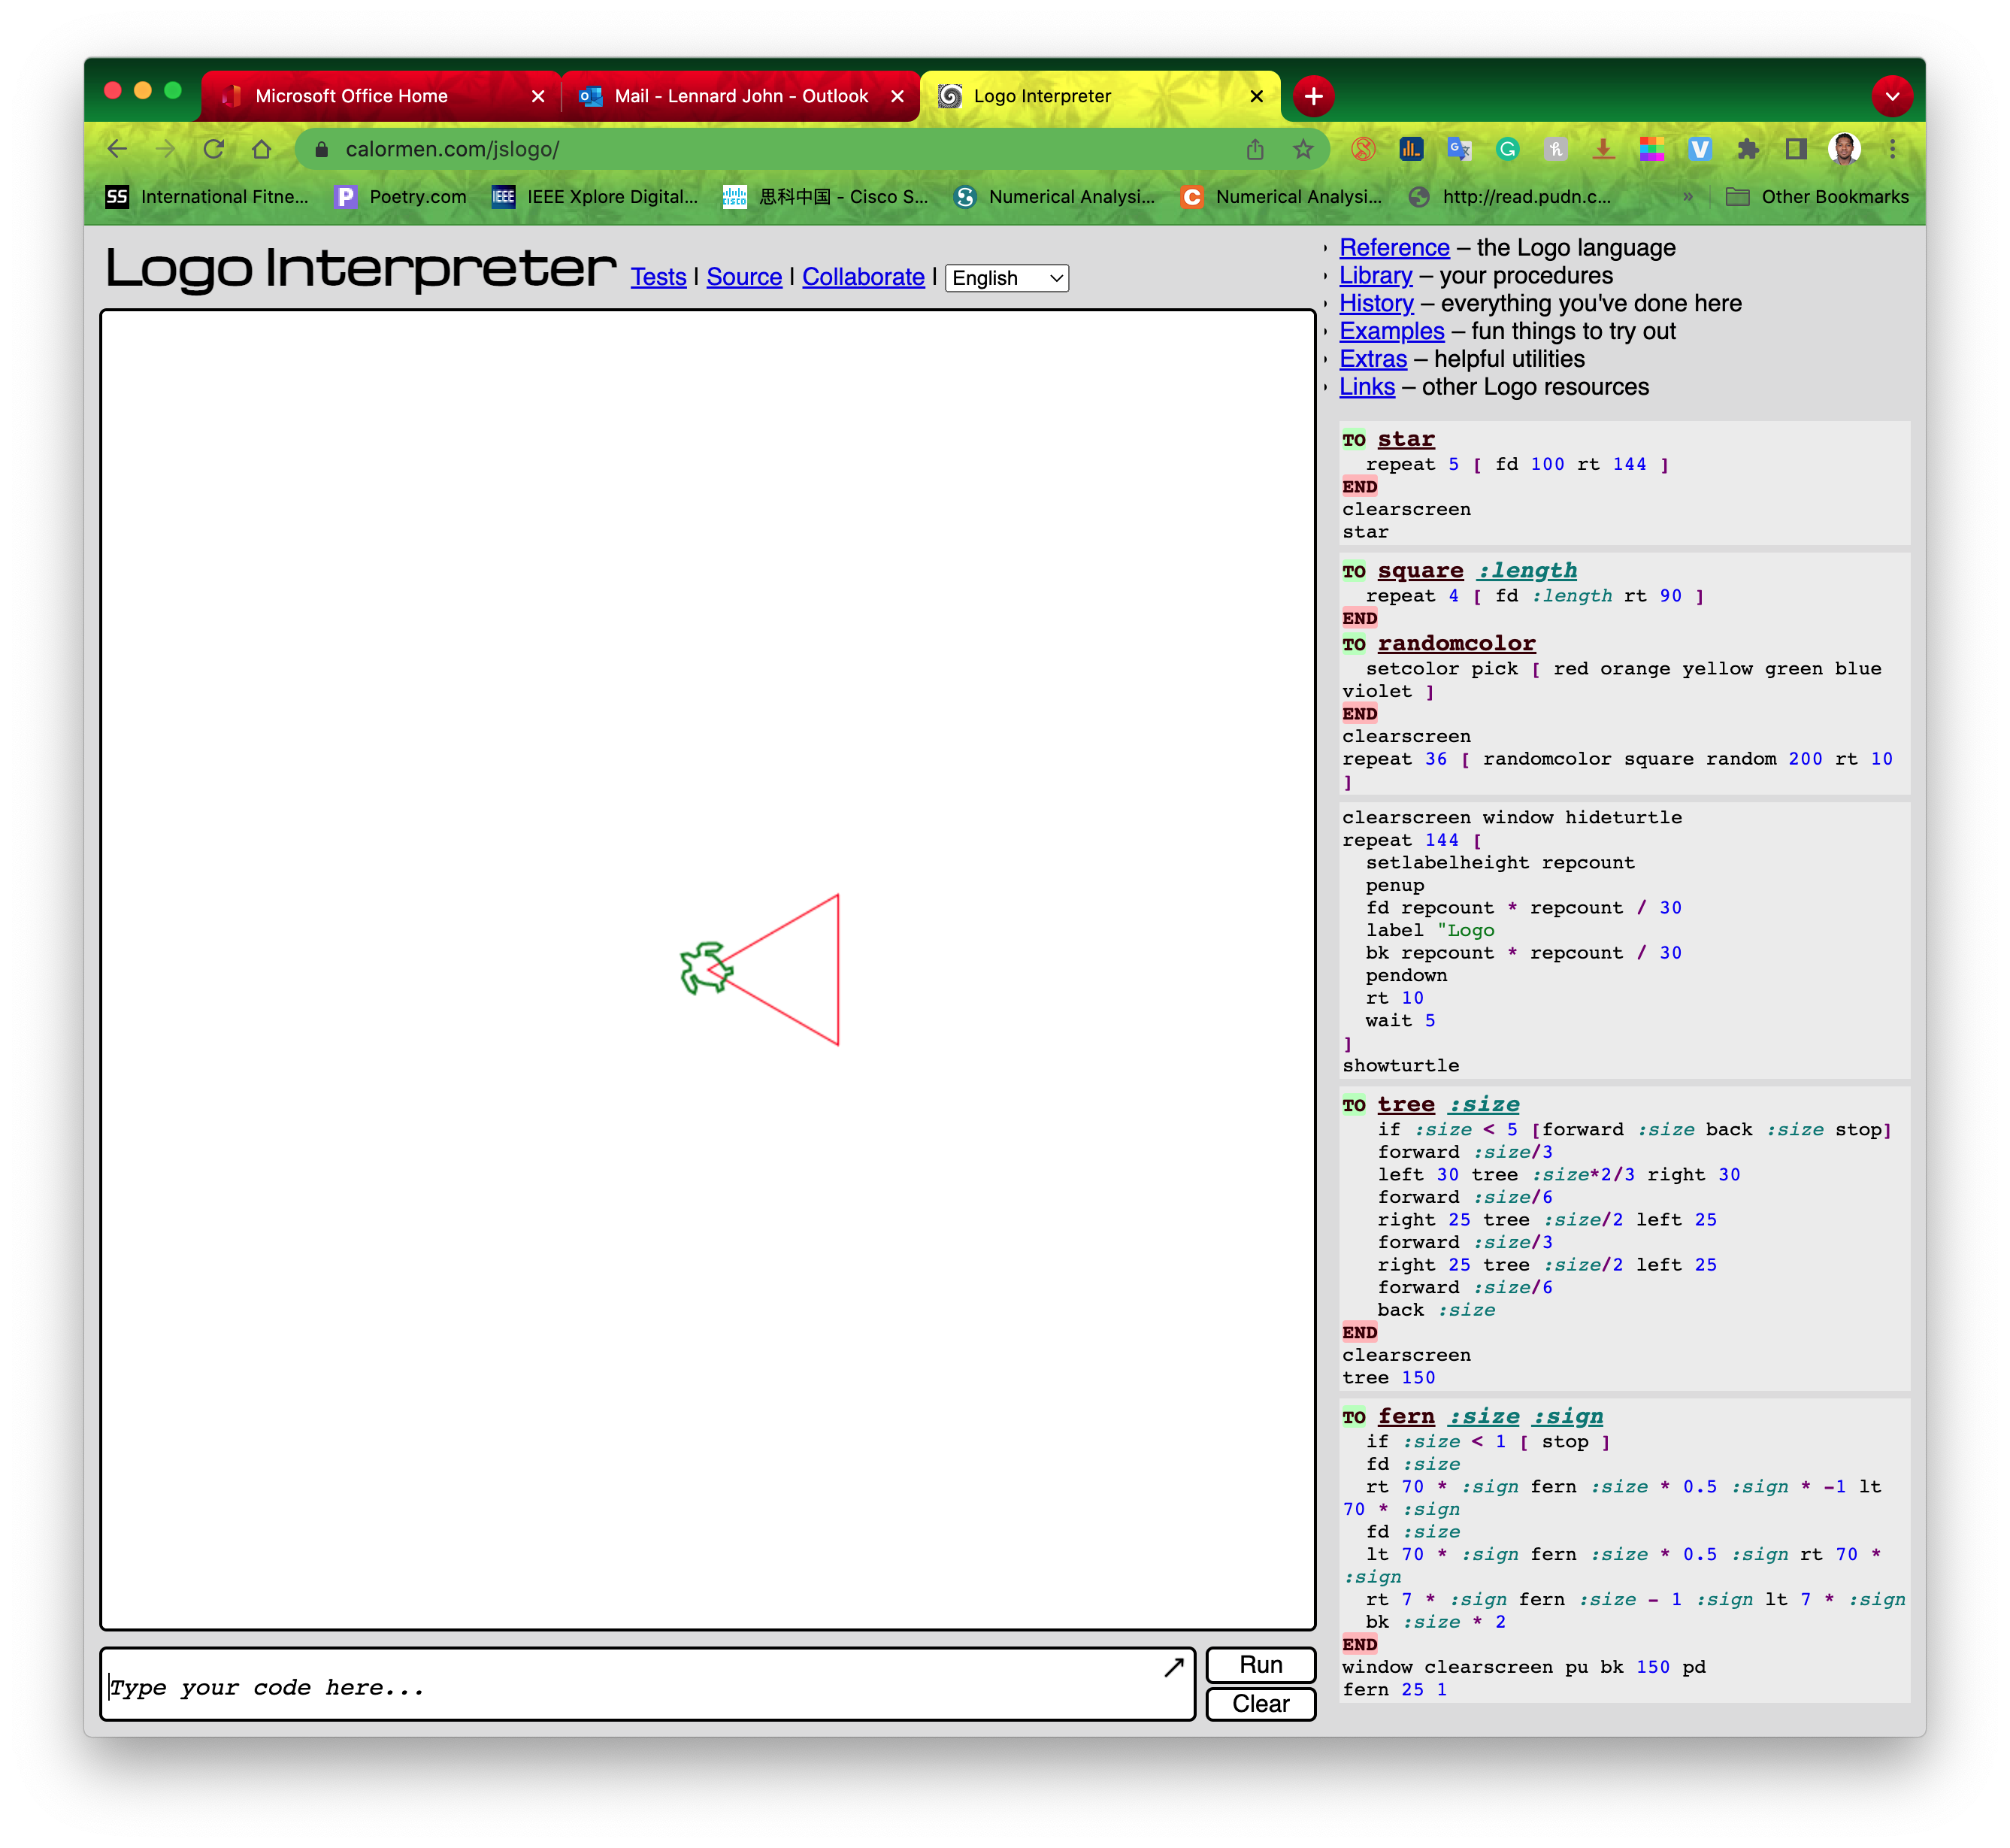 Microsoft Office Home
Mail - Lennard John - Outlook
Logo Interpreter
calormen.com/jslogo/
SS International Fitne...
P Poetry.com
IEEE IEEE Xplore Digital...
CISCO 思科中国 - Cisco S...
Numerical Analysi...
C Numerical Analysi...
http://read.pudn.c...
»
Other Bookmarks
Logo Interpreter Tests | Source | Collaborate | English
Reference – the Logo language
Library – your procedures
History – everything you've done here
Examples – fun things to try out
Extras – helpful utilities
Links – other Logo resources
TO star
repeat 5 [ fd 100 rt 144 ]
END
clearscreen
star
TO square :length
repeat 4 [ fd :length rt 90 ]
END
TO randomcolor
setcolor pick [ red orange yellow green blue
violet ]
END
clearscreen
repeat 36 [ randomcolor square random 200 rt 10
]
clearscreen window hideturtle
repeat 144 [
setlabelheight repcount
penup
fd repcount * repcount / 30
label "Logo
bk repcount * repcount / 30
pendown
rt 10
wait 5
]
showturtle
TO tree :size
if :size < 5 [forward :size back :size stop]
forward :size/3
left 30 tree :size*2/3 right 30
forward :size/6
right 25 tree :size/2 left 25
forward :size/3
right 25 tree :size/2 left 25
forward :size/6
back :size
END
clearscreen
tree 150
TO fern :size :sign
if :size < 1 [ stop ]
fd :size
rt 70 * :sign fern :size * 0.5 :sign * -1 lt
70 * :sign
fd :size
lt 70 * :sign fern :size * 0.5 :sign rt 70 *
:sign
rt 7 * :sign fern :size - 1 :sign lt 7 * :sign
bk :size * 2
END
window clearscreen pu bk 150 pd
fern 25 1
Type your code here...
Run
Clear